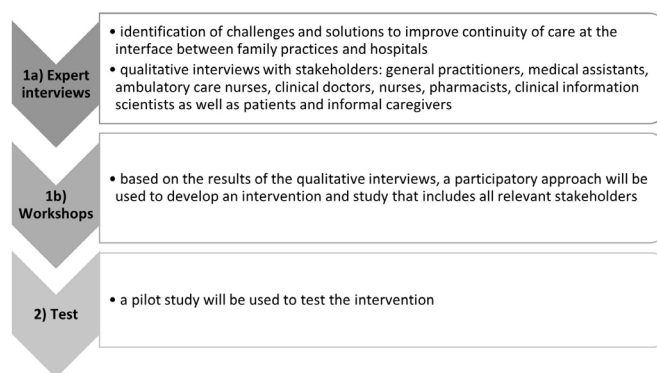 1a) Expert
interviews
• identification of challenges and solutions to improve continuity of care at the
interface between family practices and hospitals
• qualitative interviews with stakeholders: general practitioners, medical assistants,
ambulatory care nurses, clinical doctors, nurses, pharmacists, clinical information
scientists as well as patients and informal caregivers
1b)
Workshops
• based on the results of the qualitative interviews, a participatory approach will be
used to develop an intervention and study that includes all relevant stakeholders
2) Test
• a pilot study will be used to test the intervention